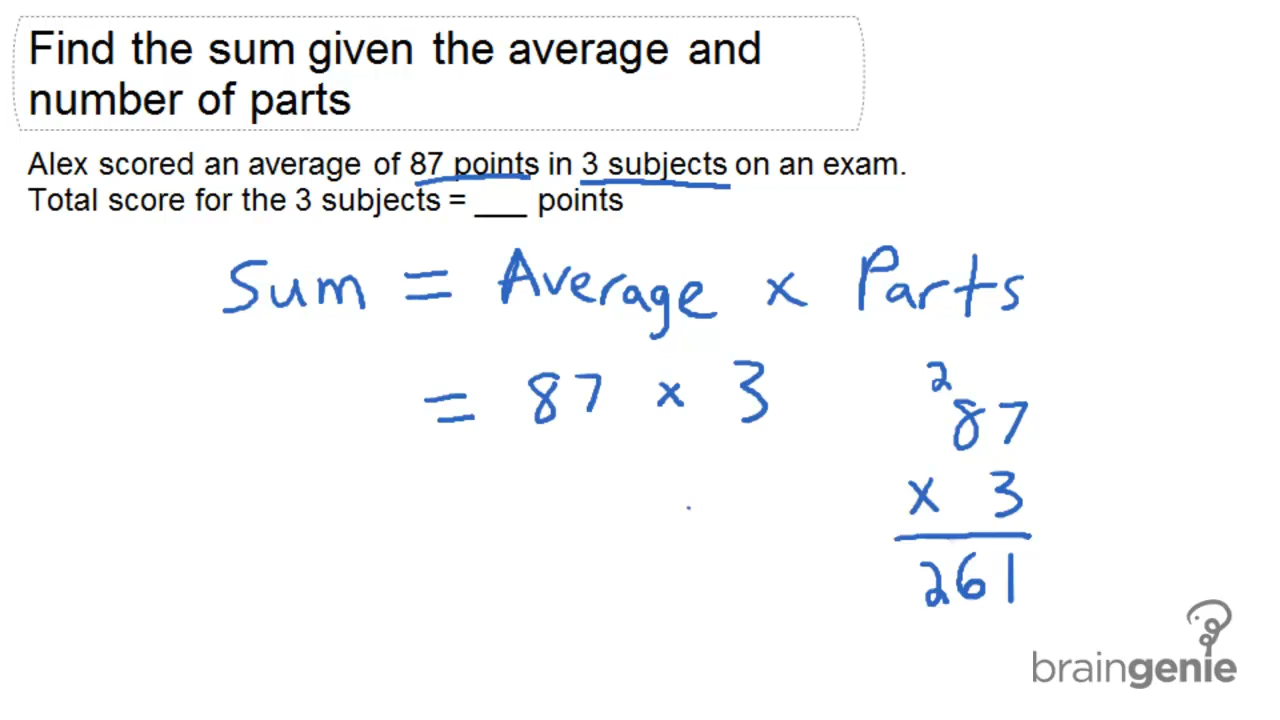 Find the sum given the average and
number of parts
Alex scored an average of 87 points in 3 subjects on an exam.
Total score for the 3 subjects = ___ points
Sum = Average x Parts
= 87 x 3
2
87
x 3
261
braingenie